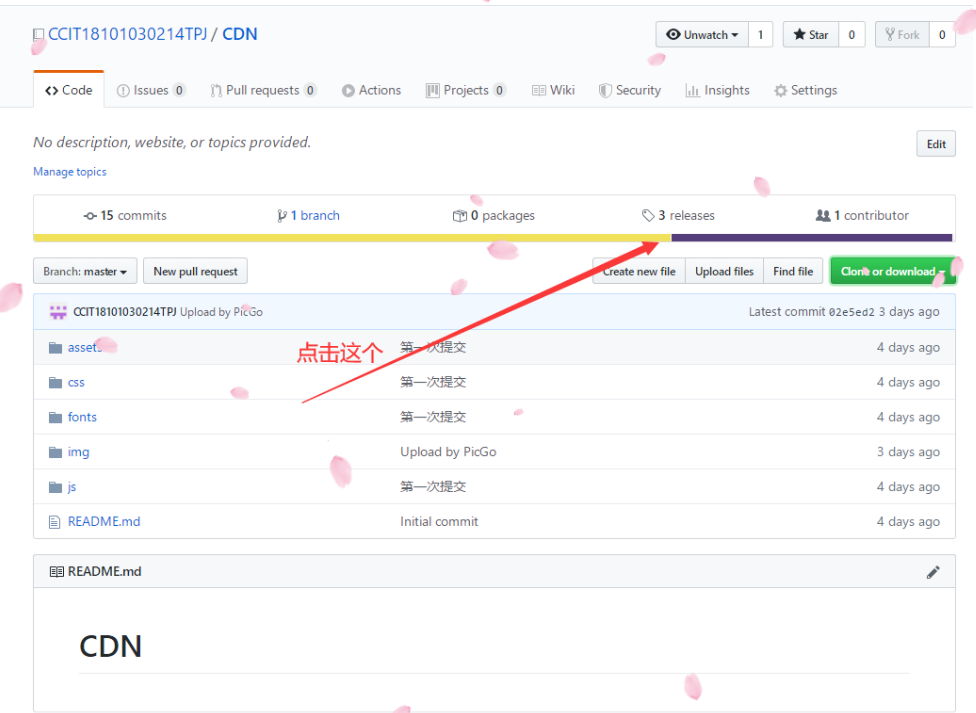 CCIT18101030214TPJ / CDN
Unwatch 1 Star 0 Fork 0
Code Issues 0 Pull requests 0 Actions Projects 0 Wiki Security Insights Settings
No description, website, or topics provided.
Edit
Manage topics
15 commits 1 branch 0 packages 3 releases 1 contributor
Branch: master New pull request Create new file Upload files Find file Clone or download
CCIT18101030214TPJ Upload by PicGo Latest commit 02e5ed2 3 days ago
点击这个
assets 第一次提交 4 days ago
css 第一次提交 4 days ago
fonts 第一次提交 4 days ago
img Upload by PicGo 3 days ago
js 第一次提交 4 days ago
README.md Initial commit 4 days ago
README.md
CDN